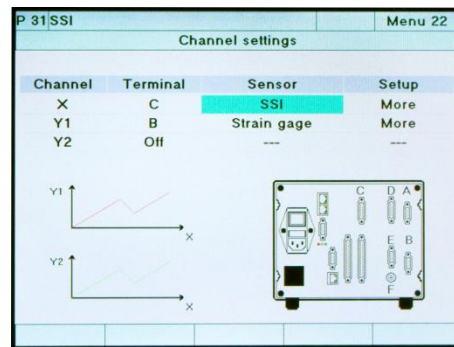 P 31 SSI Menu 22
Channel settings
Channel Terminal Sensor Setup
X C SSI More
Y1 B Strain gage More
Y2 Off --- ---
Y1
X
Y2
X
C D A
E B
F